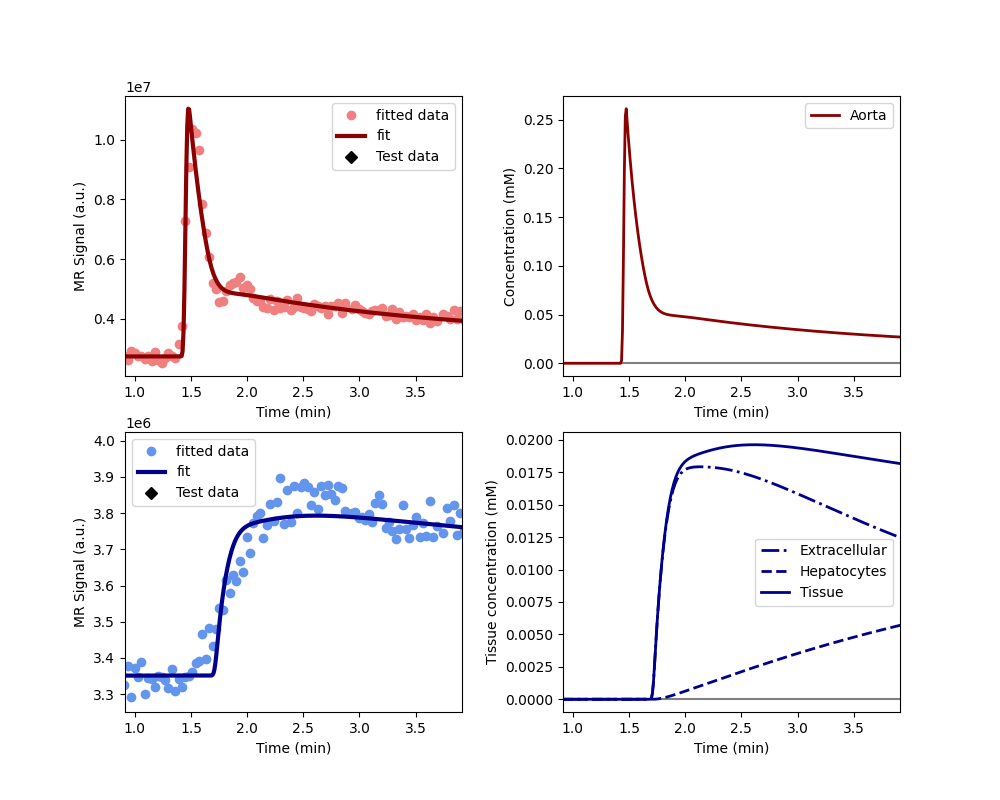 1e7
MR Signal (a.u.)
1.0
0.8
0.6
0.4
fitted data
fit
Test data
1.0 1.5 2.0 2.5 3.0 3.5
Time (min)
Concentration (mM)
0.25
0.20
0.15
0.10
0.05
0.00
Aorta
1.0 1.5 2.0 2.5 3.0 3.5
Time (min)
1e6
MR Signal (a.u.)
4.0
3.9
3.8
3.7
3.6
3.5
3.4
3.3
fitted data
fit
Test data
1.0 1.5 2.0 2.5 3.0 3.5
Time (min)
Tissue concentration (mM)
0.0200
0.0175
0.0150
0.0125
0.0100
0.0075
0.0050
0.0025
0.0000
Extracellular
Hepatocytes
Tissue
1.0 1.5 2.0 2.5 3.0 3.5
Time (min)